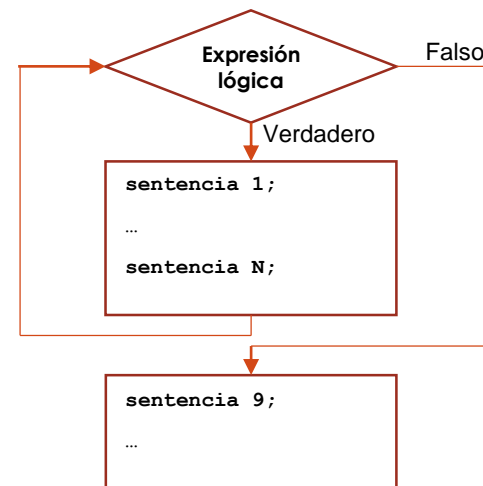 Expresión
lógica
Falso
Verdadero
sentencia 1;
…
sentencia N;
sentencia 9;
…